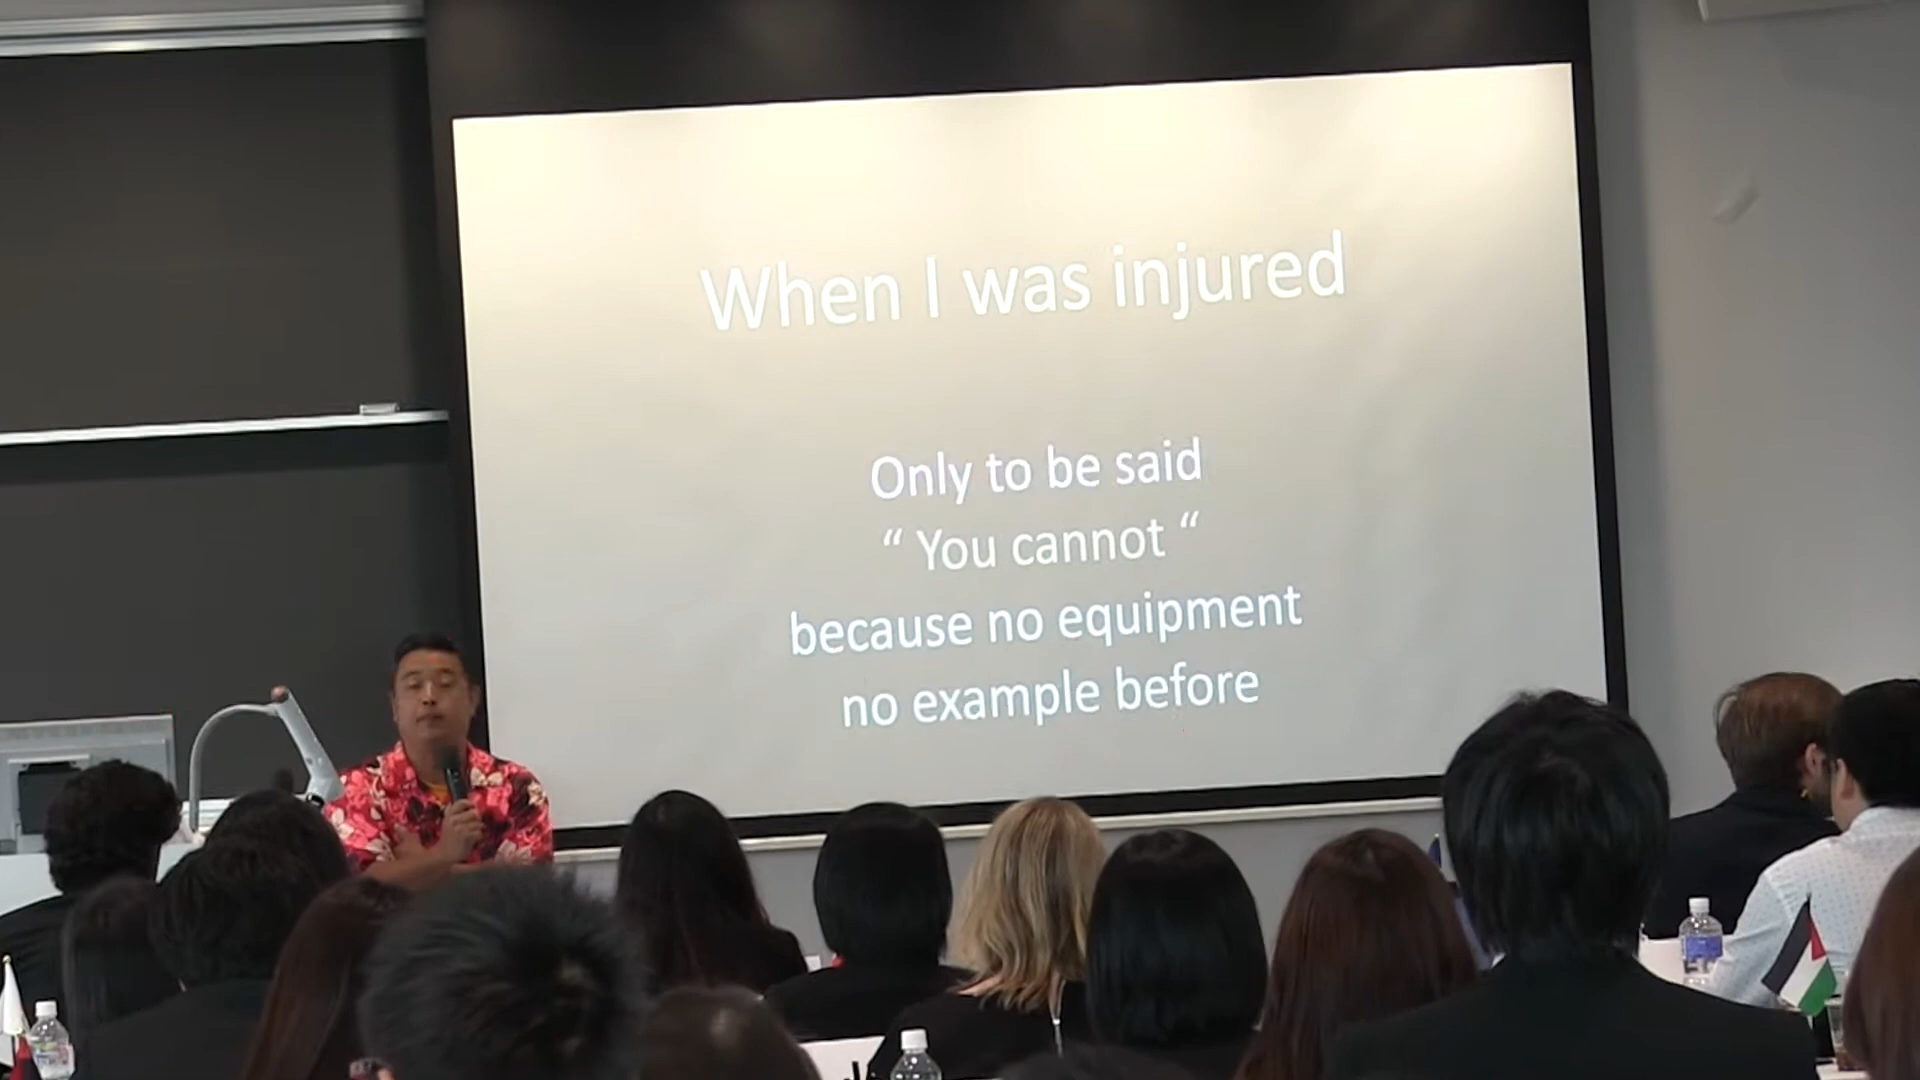 When I was injured
Only to be said
“ You cannot “
because no equipment
no example before